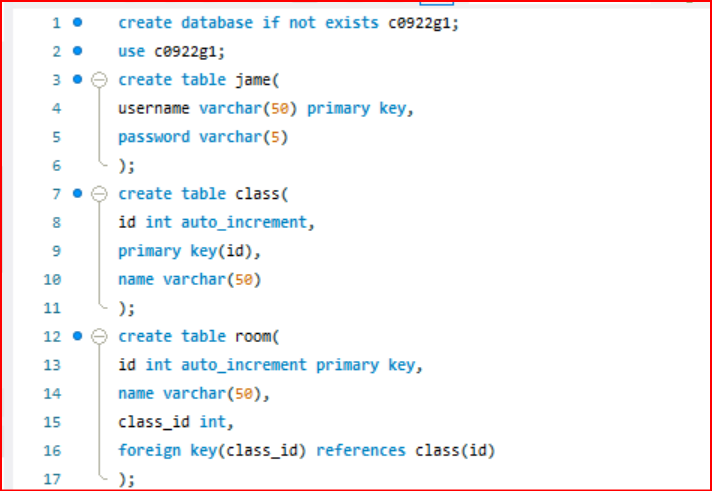 1 create database if not exists c0922g1;
2 use c0922g1;
3 create table jame(
4 username varchar(50) primary key,
5 password varchar(5)
6 );
7 create table class(
8 id int auto_increment,
9 primary key(id),
10 name varchar(50)
11 );
12 create table room(
13 id int auto_increment primary key,
14 name varchar(50),
15 class_id int,
16 foreign key(class_id) references class(id)
17 );